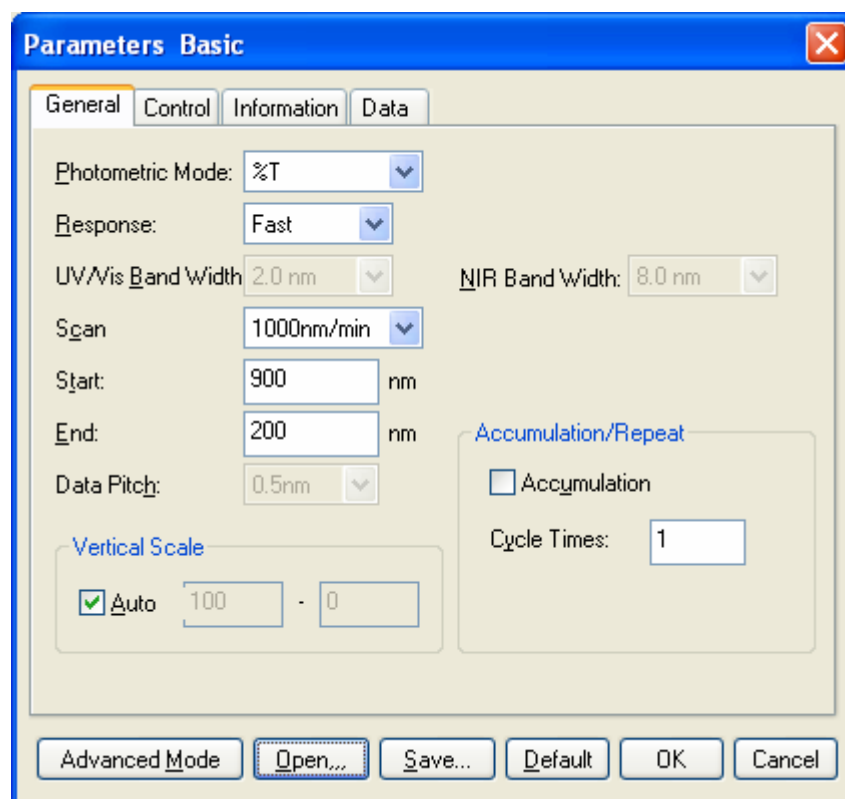 Parameters Basic
General Control Information Data
Photometric Mode: %T
Response: Fast
UV/Vis Band Width 2.0 nm NIR Band Width: 8.0 nm
Scan 1000nm/min
Start: 900 nm
End: 200 nm
Data Pitch: 0.5nm
Accumulation/Repeat
Accumulation
Cycle Times: 1
Vertical Scale
Auto 100 - 0
Advanced Mode Open,,, Save... Default OK Cancel